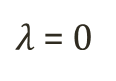 λ = 0